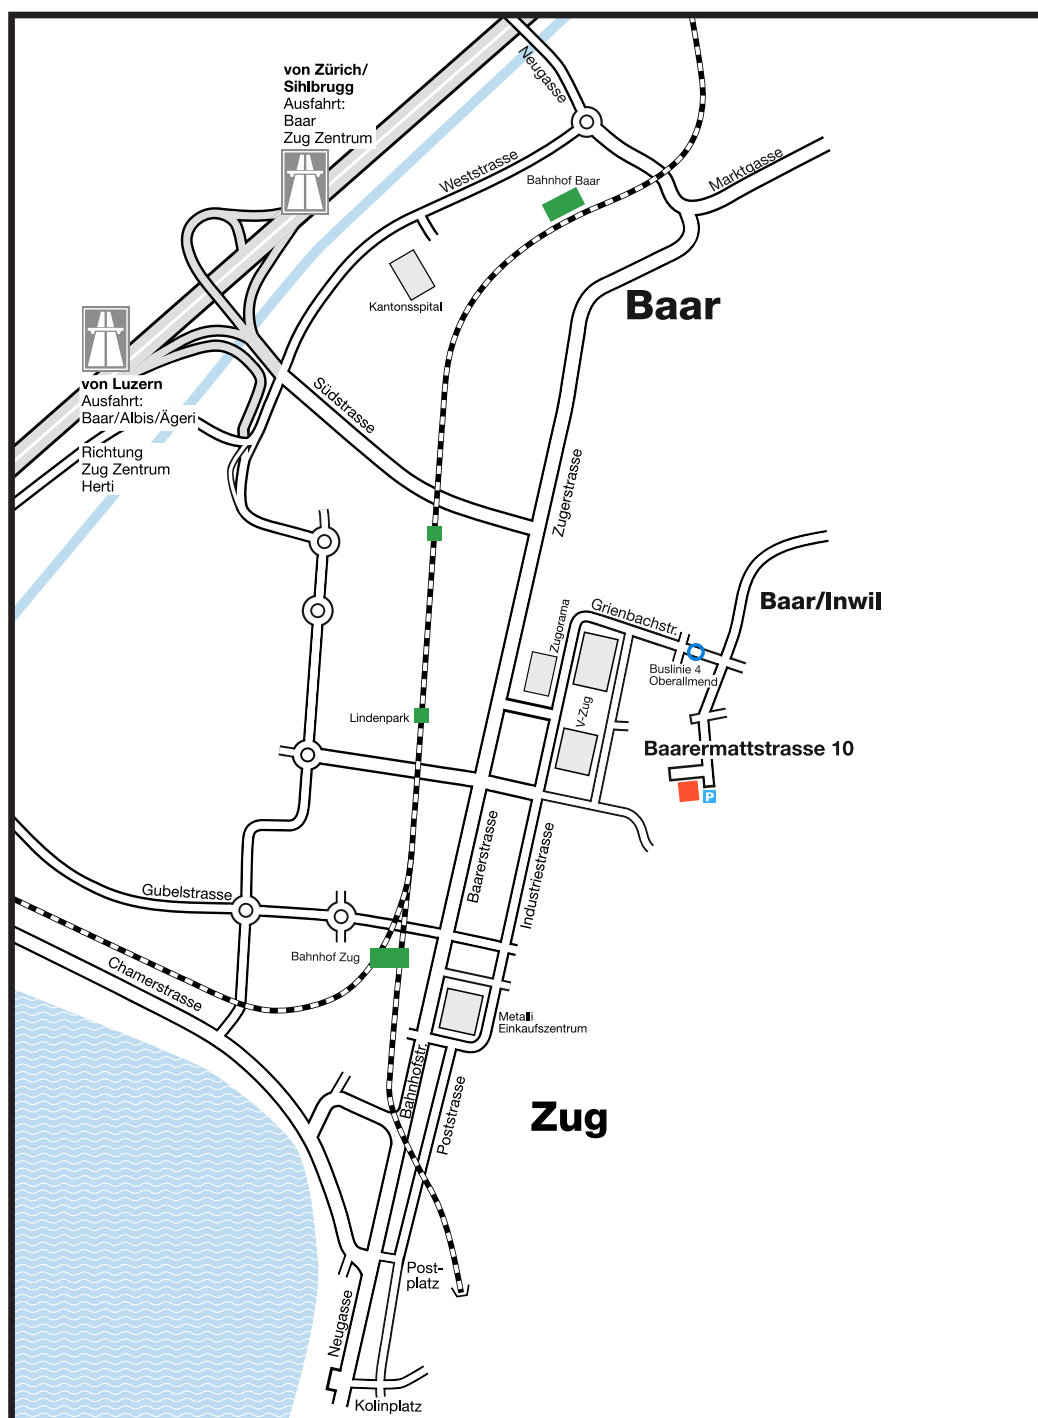 von Zürich/
Sihlbrugg
Ausfahrt:
Baar
Zug Zentrum
Neugasse
Weststrasse
Bahnhof Baar
Marktgasse
Kantonsspital
Baar
von Luzern
Ausfahrt:
Baar/Albis/Ägeri
Richtung
Zug Zentrum
Herti
Südstrasse
Zugerstrasse
Baar/Inwil
Grienbachstr.
Zugorama
Buslinie 4
Oberallmend
Lindenpark
V-Zug
Baarermattstrasse 10
P
Baarerstrasse
Industriestrasse
Gubelstrasse
Bahnhof Zug
Chamerstrasse
Metalli
Einkaufszentrum
Bahnhofstr.
Poststrasse
Zug
Post-
platz
Neugasse
Kolinplatz